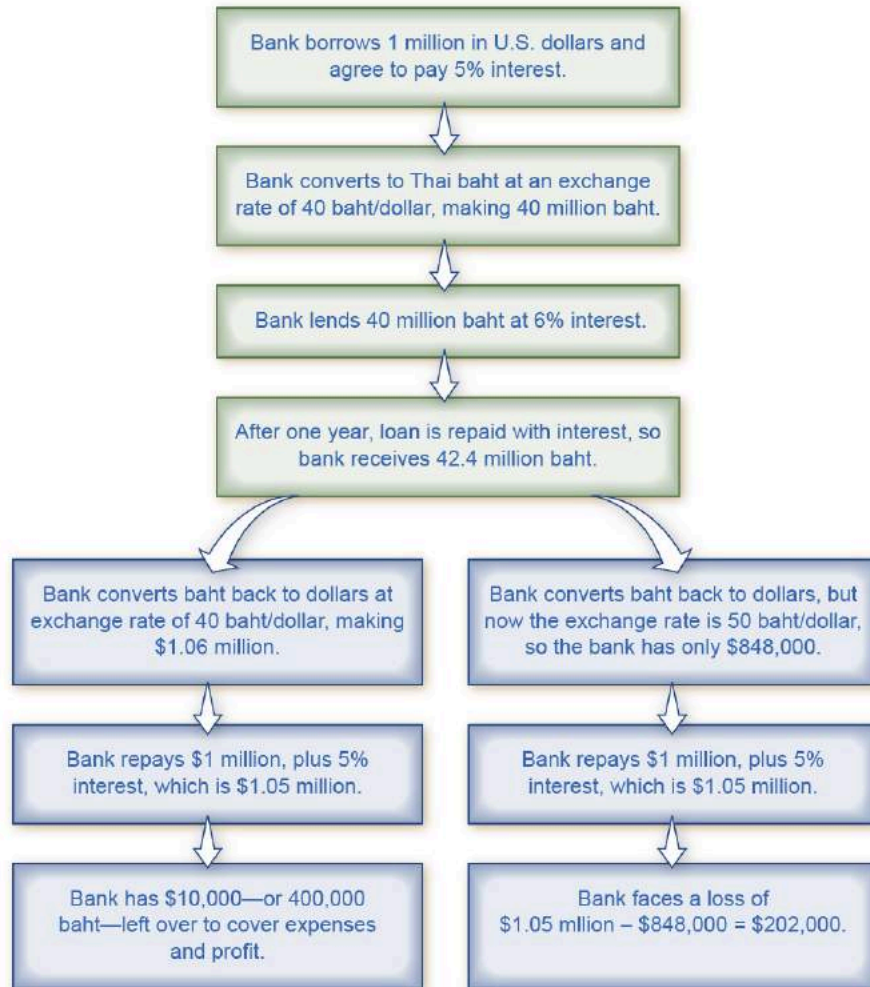 Bank borrows 1 million in U.S. dollars and
agree to pay 5% interest.
Bank converts to Thai baht at an exchange
rate of 40 baht/dollar, making 40 million baht.
Bank lends 40 million baht at 6% interest.
After one year, loan is repaid with interest, so
bank receives 42.4 million baht.
Bank converts baht back to dollars at
exchange rate of 40 baht/dollar, making
$1.06 million.
Bank repays $1 million, plus 5%
interest, which is $1.05 million.
Bank has $10,000—or 400,000
baht—left over to cover expenses
and profit.
Bank converts baht back to dollars, but
now the exchange rate is 50 baht/dollar,
so the bank has only $848,000.
Bank repays $1 million, plus 5%
interest, which is $1.05 million.
Bank faces a loss of
$1.05 mllion – $848,000 = $202,000.